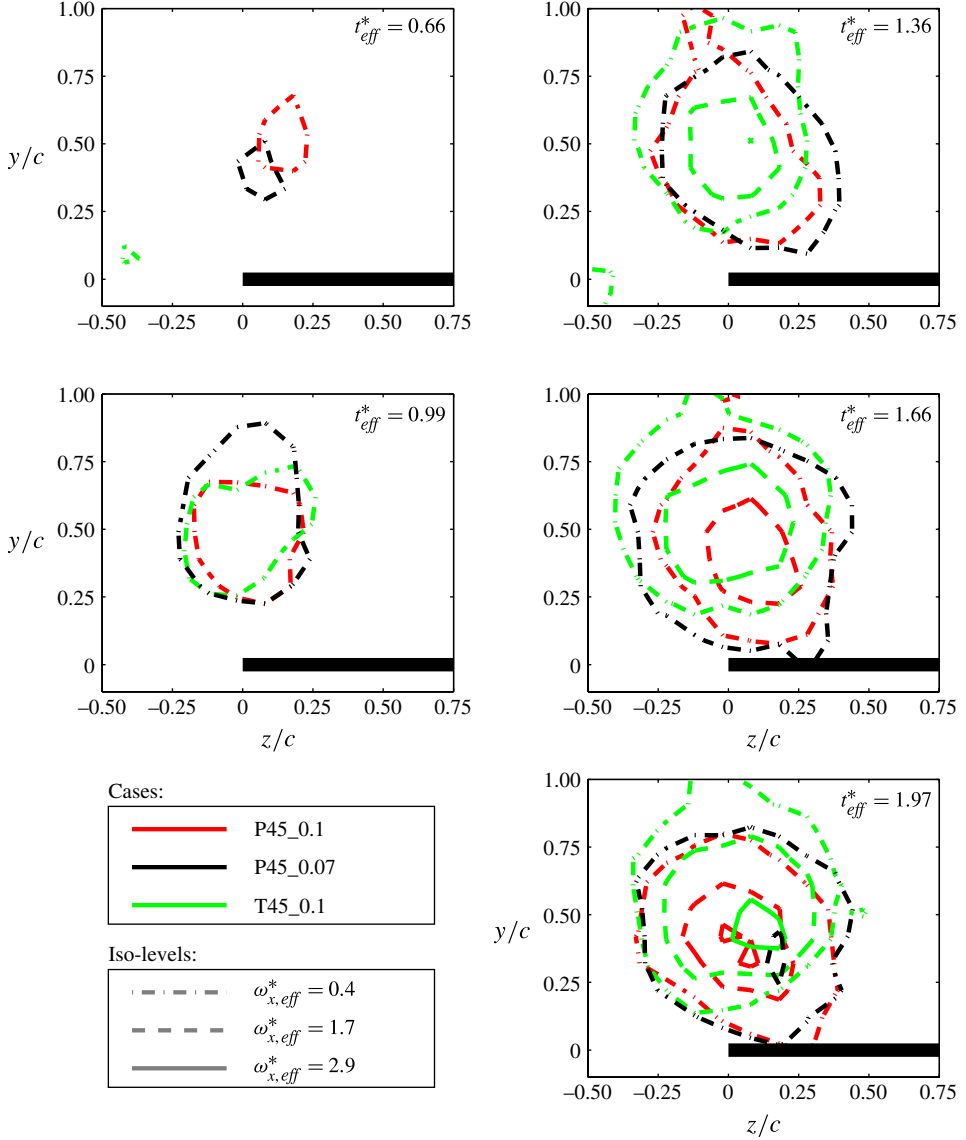 1.00
t*eff = 0.66
0.75
0.50
y/c
0.25
0
−0.50 −0.25 0 0.25 0.50 0.75
1.00
t*eff = 1.36
0.75
0.50
0.25
0
−0.50 −0.25 0 0.25 0.50 0.75
1.00
t*eff = 0.99
0.75
0.50
y/c
0.25
0
−0.50 −0.25 0 0.25 0.50 0.75
z/c
1.00
t*eff = 1.66
0.75
0.50
0.25
0
−0.50 −0.25 0 0.25 0.50 0.75
z/c
Cases:
P45_0.1
P45_0.07
T45_0.1
Iso-levels:
ω*x, eff = 0.4
ω*x, eff = 1.7
ω*x, eff = 2.9
1.00
t*eff = 1.97
0.75
0.50
y/c
0.25
0
−0.50 −0.25 0 0.25 0.50 0.75
z/c